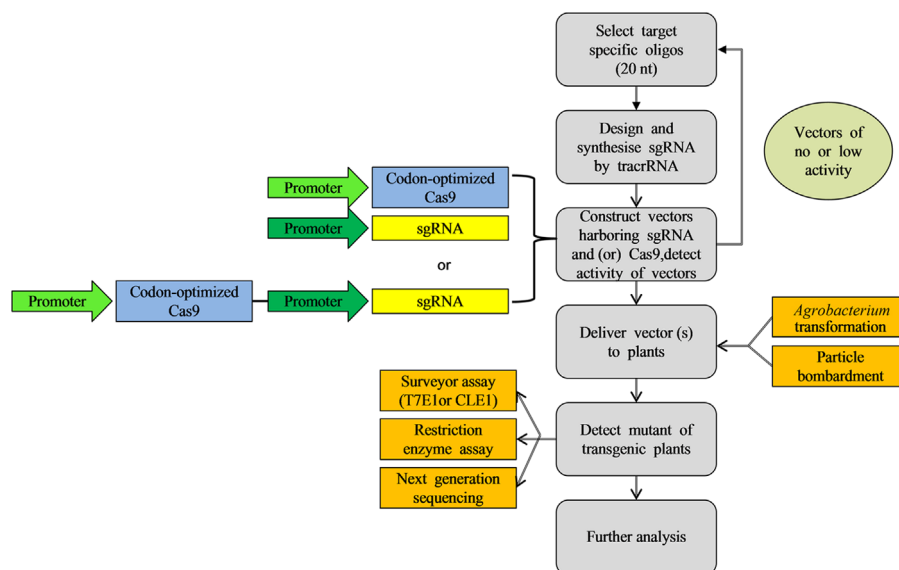 Select target
specific oligos
(20 nt)
Design and
synthesise sgRNA
by tracrRNA
Vectors of
no or low
activity
Promoter
Codon-optimized
Cas9
Promoter
sgRNA
or
Promoter
Codon-optimized
Cas9
Promoter
sgRNA
Construct vectors
harboring sgRNA
and (or) Cas9,detect
activity of vectors
Deliver vector (s)
to plants
Agrobacterium
transformation
Particle
bombardment
Surveyor assay
(T7E1or CLE1)
Restriction
enzyme assay
Next generation
sequencing
Detect mutant of
transgenic plants
Further analysis